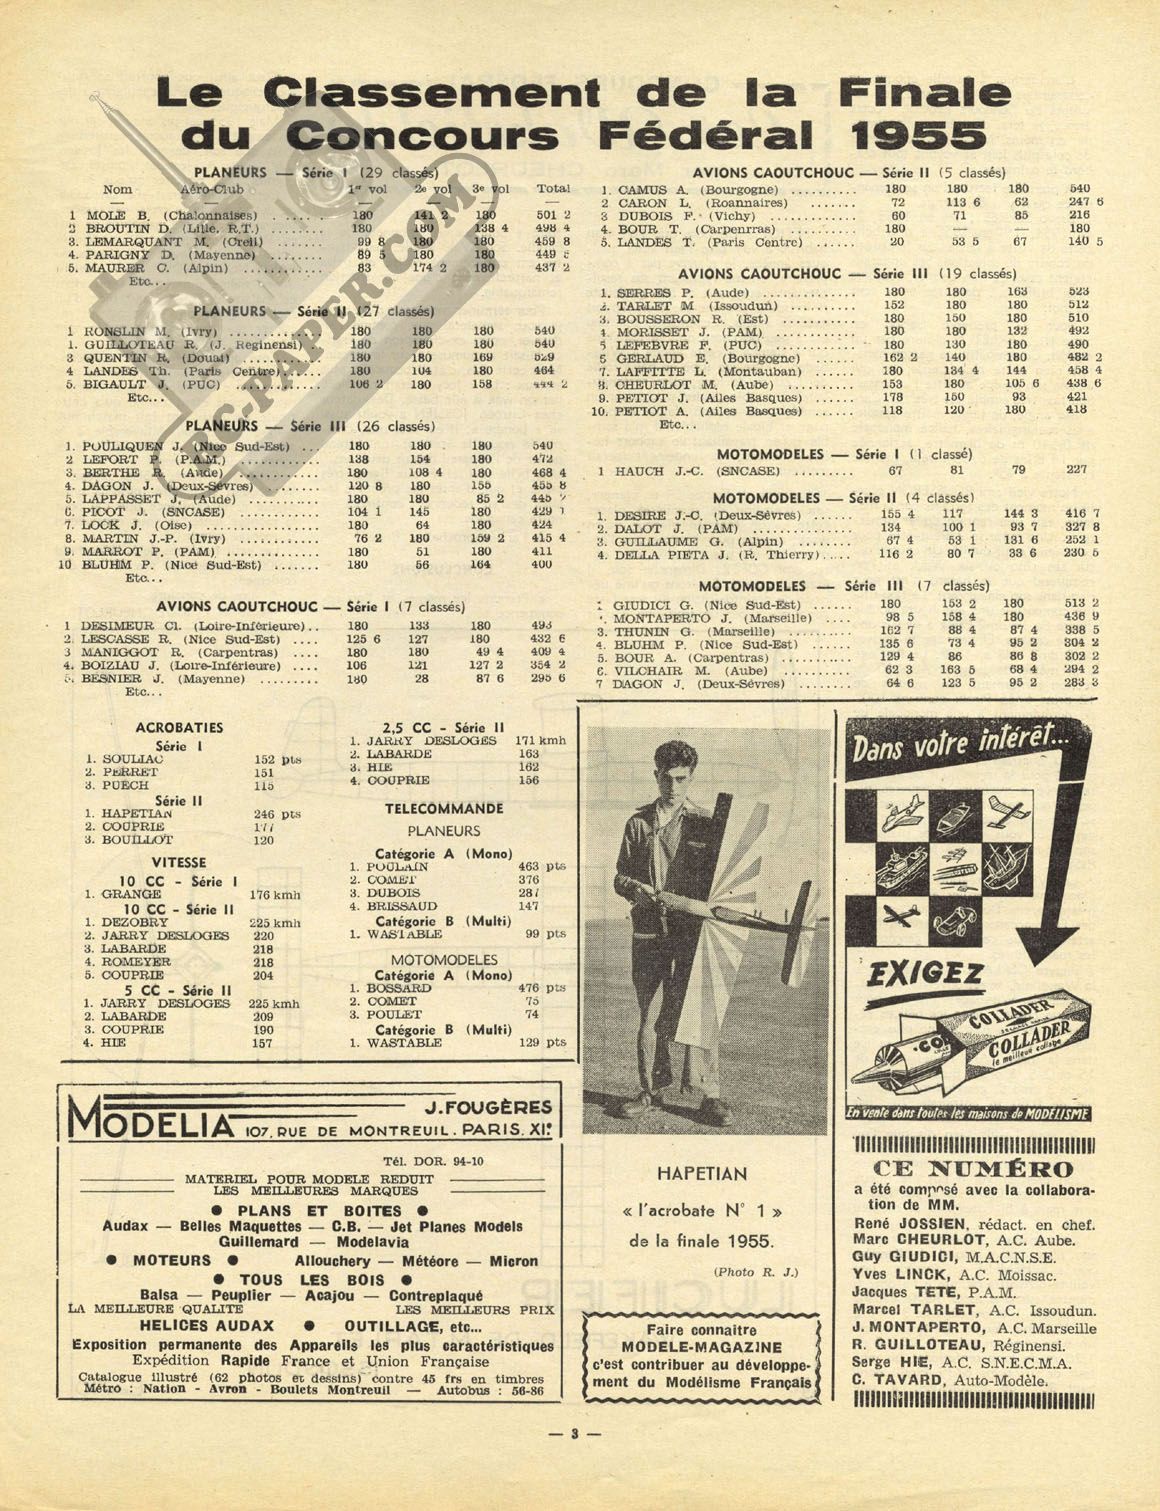 Le Classement de la Finale
du Concours Fédéral 1955
PLANEURS — Série I (29 classés)
Nom Aéro-Club 1er vol 2e vol 3e vol Total
1 MOLE B. (Chalonnaises) ....... 180 141 2 180 501 2
2 BROUTIN D. (Lille, R.T.) ....... 180 180 138 4 498 4
3. LEMARQUANT M. (Creil) ...... 99 8 180 180 459 8
4. PARIGNY D. (Mayenne) ....... 89 5 180 180 449 5
5. MAURER C. (Alpin) ........ 83 174 2 180 437 2
Etc...
PLANEURS — Série II (27 classés)
1 RONSLIN M. (Ivry) ............ 180 180 180 540
1. GUILLOTEAU R. (J. Reginensi) .. 180 180 180 540
3 QUENTIN R. (Douai) .......... 180 180 169 529
4 LANDES Th. (Paris Centre)...... 180 104 180 464
5. BIGAULT J. (PUC) ............ 106 2 180 158 444 2
Etc...
PLANEURS — Série III (26 classés)
1. POULIQUEN J. (Nice Sud-Est) ... 180 180 180 540
2 LEFORT P. (P.A.M.) ............ 138 154 180 472
3. BERTHE R. (Aude) ............ 180 108 4 180 468 4
4. DAGON J. (Deux-Sèvres) ....... 120 8 180 155 455 8
5. LAPPASSET J. (Aude) .......... 180 180 85 2 445 2
6. PICOT J. (SNCASE) ............ 104 1 145 180 429 1
7. LOCK J. (Oise) ............... 180 64 180 424
8. MARTIN J.-P. (Ivry) ........... 76 2 180 159 2 415 4
9. MARROT P. (PAM) ............. 180 51 180 411
10 BLUHM P. (Nice Sud-Est) ....... 180 56 164 400
Etc...
AVIONS CAOUTCHOUC — Série I (7 classés)
1 DESIMEUR Cl. (Loire-Inférieure).. 180 133 180 493
2. LESCASSE R. (Nice Sud-Est) .... 125 6 127 180 432 6
3 MANIGGOT R. (Carpentras) .... 180 180 49 4 409 4
4. BOIZIAU J. (Loire-Inférieure) .... 106 121 127 2 354 2
5. BESNIER J. (Mayenne) ......... 180 28 87 6 295 6
Etc...
AVIONS CAOUTCHOUC — Série II (5 classés)
1. CAMUS A. (Bourgogne) .......... 180 180 180 540
2 CARON L. (Roannaires) ......... 72 113 6 62 247 6
3 DUBOIS F. (Vichy) ............. 60 71 85 216
4. BOUR T. (Carpenrras) .......... 180 — — 180
5. LANDES T. (Paris Centre) ....... 20 53 5 67 140 5
AVIONS CAOUTCHOUC — Série III (19 classés)
1. SERRES P. (Aude) .............. 180 180 163 523
2. TARLET M (Issoudun) .......... 152 180 180 512
3. BOUSSERON R. (Est) ........... 180 150 180 510
4 MORISSET J. (PAM) ............ 180 180 132 492
5 LEFEBVRE F. (PUC) ............ 180 130 180 490
6 GERLAUD E. (Bourgogne) ...... 162 2 140 180 482 2
7. LAFFITTE L. (Montauban) ...... 180 134 4 144 458 4
8. CHEURLOT M. (Aube) .......... 153 180 105 6 438 6
9. PETIOT J. (Ailes Basques) ...... 178 150 93 421
10. PETIOT A. (Ailes Basques) ...... 118 120 180 418
Etc...
MOTOMODELES — Série I (1 classé)
1 HAUCH J.-C. (SNCASE) ........ 67 81 79 227
MOTOMODELES — Série II (4 classés)
1. DESIRE J.-C. (Deux-Sèvres) ...... 155 4 117 144 3 416 7
2. DALOT J. (PAM) ............... 134 100 1 93 7 327 8
3. GUILLAUME G. (Alpin) ........ 67 4 53 1 131 6 252 1
4. DELLA PIETA J. (R. Thierry)..... 116 2 80 7 33 6 230 5
MOTOMODELES — Série III (7 classés)
1 GIUDICI G. (Nice Sud-Est) ...... 180 153 2 180 513 2
MONTAPERTO J. (Marseille) .... 98 5 158 4 180 436 9
3. THUNIN G. (Marseille) ......... 162 7 88 4 87 4 338 5
4. BLUHM P. (Nice Sud-Est) ...... 135 6 73 4 95 2 304 2
5. BOUR A. (Carpentras) .......... 129 4 86 86 8 302 2
6. VILCHAIR M. (Aube) .......... 62 3 163 5 68 4 294 2
7 DAGON J. (Deux-Sèvres) ........ 64 6 123 5 95 2 283 3
ACROBATIES
Série I
1. SOULIAC 152 pts
2. PERRET 151
3. PUECH 115
Série II
1. HAPETIAN 246 pts
2. COUPRIE 177
3. BOUILLOT 120
VITESSE
10 CC - Série I
1. GRANGE 176 kmh
10 CC - Série II
1. DEZOBRY 225 kmh
2. JARRY DESLOGES 220
3. LABARDE 218
4. ROMEYER 218
5. COUPRIE 204
5 CC - Série II
1. JARRY DESLOGES 225 kmh
2. LABARDE 209
3. COUPRIE 190
4. HIE 157
2,5 CC - Série II
1. JARRY DESLOGES 171 kmh
2. LABARDE 163
3. HIE 162
4. COUPRIE 156
TELECOMMANDE
PLANEURS
Catégorie A (Mono)
1. POULAIN 463 pts
2. COMET 376
3. DUBOIS 287
4. BRISSAUD 147
Catégorie B (Multi)
1. WASTABLE 99 pts
MOTOMODELES
Catégorie A (Mono)
1. BOSSARD 476 pts
2. COMET 75
3. POULET 74
Catégorie B (Multi)
1. WASTABLE 129 pts
Dans votre intérêt...
EXIGEZ
COLLADER
COLLADER
le meilleur collage
En vente dans toutes les maisons de MODÉLISME
MODELIA J. FOUGÈRES
107, RUE DE MONTREUIL. PARIS. XIe
Tél. DOR. 94-10
MATERIEL POUR MODELE REDUIT
LES MEILLEURES MARQUES
● PLANS ET BOITES ●
Audax — Belles Maquettes — C.B. — Jet Planes Models
Guillemard — Modelavia
● MOTEURS ● Allouchery — Météore — Micron
● TOUS LES BOIS ●
Balsa — Peuplier — Acajou — Contreplaqué
LA MEILLEURE QUALITE LES MEILLEURS PRIX
HELICES AUDAX ● OUTILLAGE, etc...
Exposition permanente des Appareils les plus caractéristiques
Expédition Rapide France et Union Française
Catalogue illustré (62 photos et dessins) contre 45 frs en timbres
Métro : Nation - Avron - Boulets Montreuil — Autobus : 56-86
HAPETIAN
« l'acrobate N° 1 »
de la finale 1955.
(Photo R. J.)
Faire connaitre
MODELE-MAGAZINE
c'est contribuer au développe-
ment du Modélisme Français
CE NUMÉRO
a été composé avec la collabora-
tion de MM.
René JOSSIEN, rédact. en chef.
Marc CHEURLOT, A.C. Aube.
Guy GIUDICI, M.A.C.N.S.E.
Yves LINCK, A.C. Moissac.
Jacques TETE, P.A.M.
Marcel TARLET, A.C. Issoudun.
J. MONTAPERTO, A.C. Marseille
R. GUILLOTEAU, Réginensi.
Serge HIE, A.C. S.N.E.C.M.A.
C. TAVARD, Auto-Modèle.
— 3 —
RC-PAPER.COM